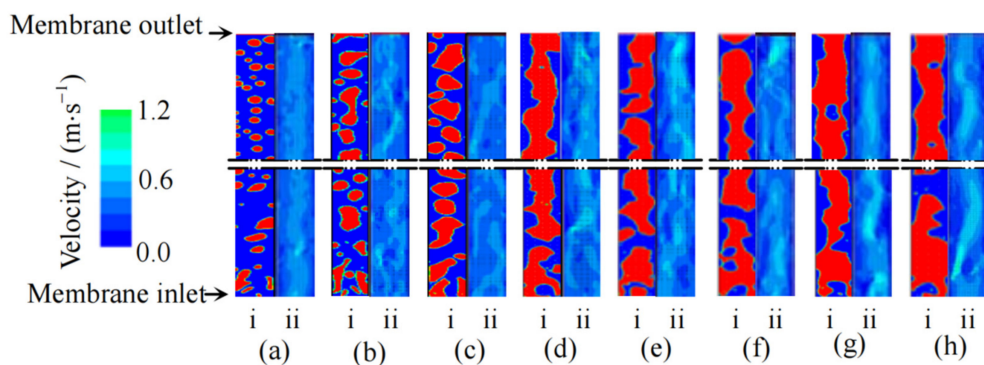 Membrane outlet
Velocity / (m·s⁻¹)
1.2
0.6
0.0
Membrane inlet
i ii i ii i ii i ii i ii i ii i ii i ii
(a) (b) (c) (d) (e) (f) (g) (h)